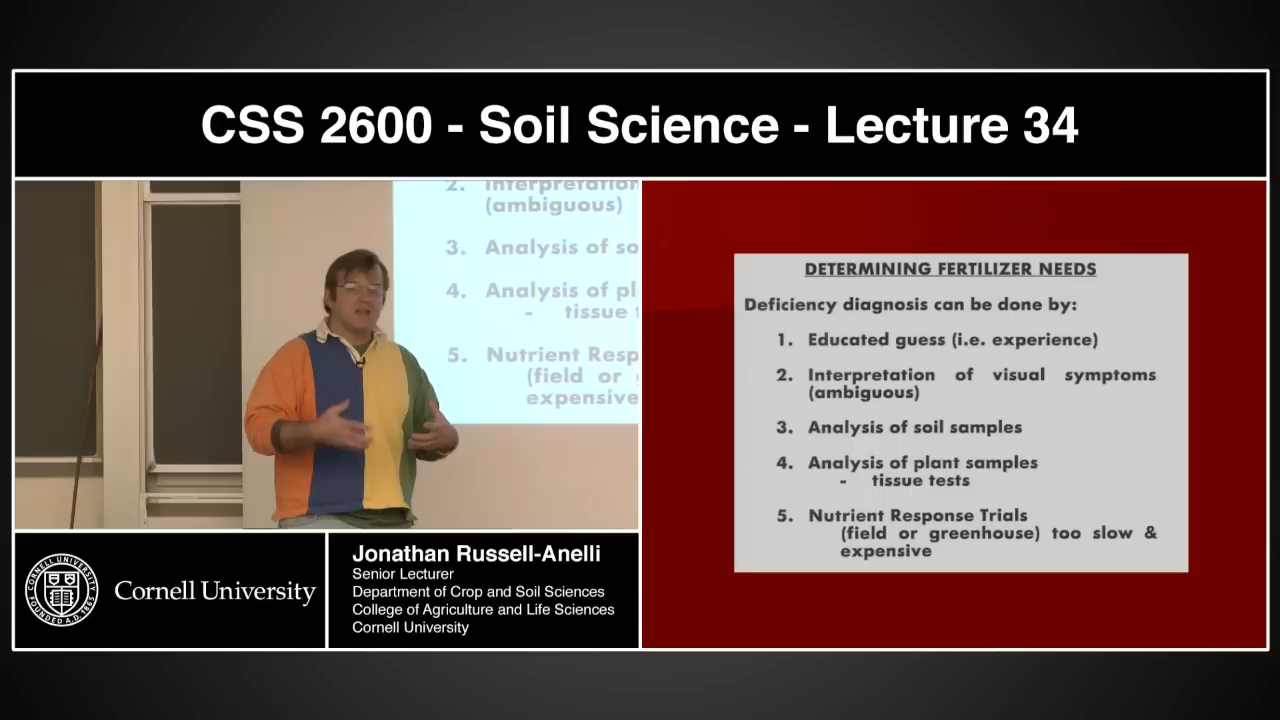 CSS 2600 - Soil Science - Lecture 34
2. Interpretation
(ambiguous)
3. Analysis of so
4. Analysis of pl
- tissue t
5. Nutrient Resp
(field or
expensive
DETERMINING FERTILIZER NEEDS
Deficiency diagnosis can be done by:
1. Educated guess (i.e. experience)
2. Interpretation of visual symptoms
(ambiguous)
3. Analysis of soil samples
4. Analysis of plant samples
- tissue tests
5. Nutrient Response Trials
(field or greenhouse) too slow &
expensive
CORNELL UNIVERSITY
FOUNDED A.D. 1865
Cornell University
Jonathan Russell-Anelli
Senior Lecturer
Department of Crop and Soil Sciences
College of Agriculture and Life Sciences
Cornell University